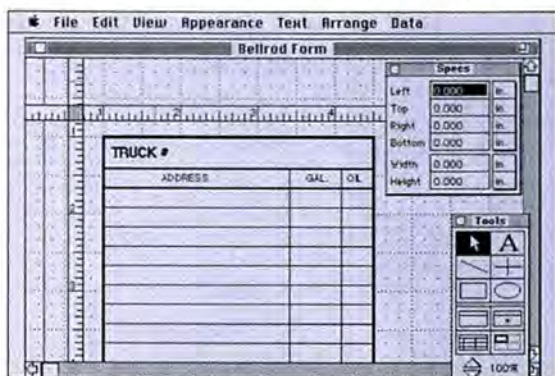 File Edit View Appearance Text Arrange Data
Bellrod Form
Specs
Left 0.000 in.
Top 0.000 in.
Right 0.000 in.
Bottom 0.000 in.
Width 0.000 in.
Height 0.000 in.
TRUCK #
ADDRESS GAL. OIL
Tools
A
100%